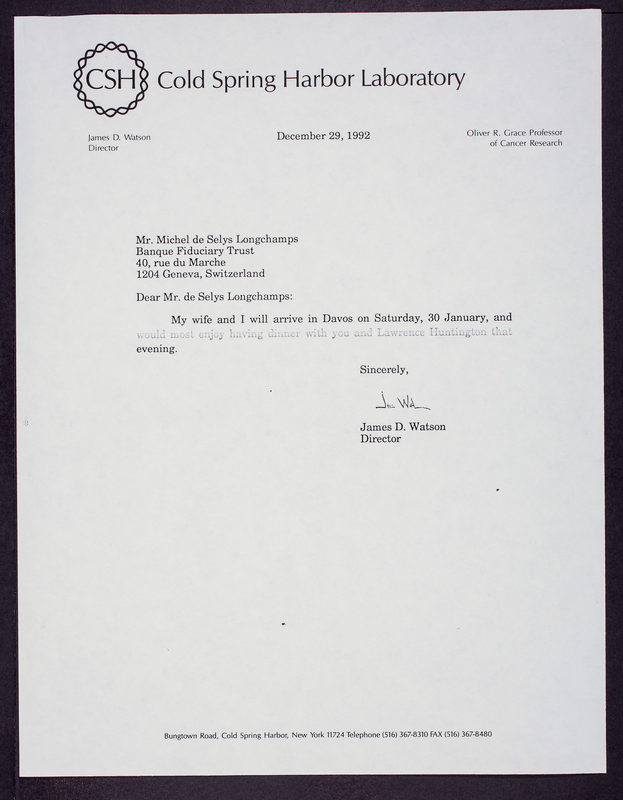 CSH Cold Spring Harbor Laboratory
James D. Watson
Director
December 29, 1992
Oliver R. Grace Professor
of Cancer Research
Mr. Michel de Selys Longchamps
Banque Fiduciary Trust
40, rue du Marche
1204 Geneva, Switzerland
Dear Mr. de Selys Longchamps:
My wife and I will arrive in Davos on Saturday, 30 January, and
would most enjoy having dinner with you and Lawrence Huntington that
evening.
Sincerely,
Jim Wat
James D. Watson
Director
Bungtown Road, Cold Spring Harbor, New York 11724 Telephone (516) 367-8310 FAX (516) 367-8480